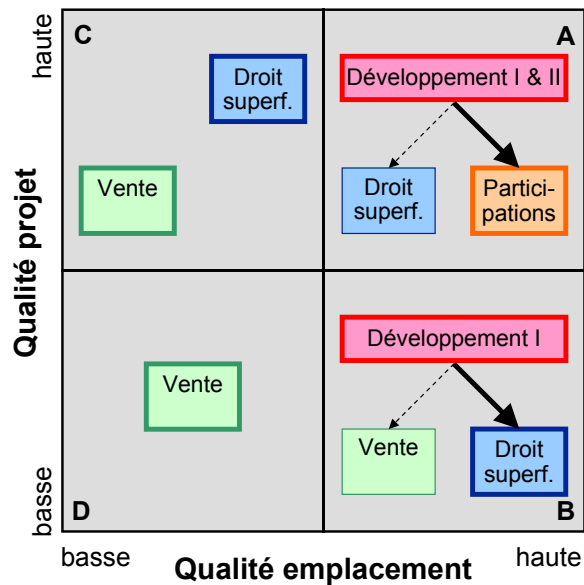 C
A
haute
Droit
superf.
Développement I & II
Vente
Droit
superf.
Partici-
pations
Qualité projet
Développement I
Vente
Vente
Droit
superf.
basse
D
B
basse
Qualité emplacement
haute